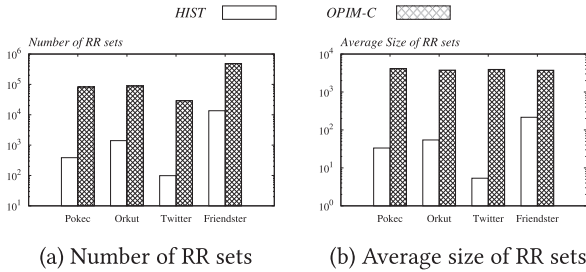 HIST OPIM-C
Number of RR sets
10^6
10^5
10^4
10^3
10^2
10^1
Pokec Orkut Twitter Friendster
(a) Number of RR sets
Average Size of RR sets
10^4
10^3
10^2
10^1
10^0
Pokec Orkut Twitter Friendster
(b) Average size of RR sets